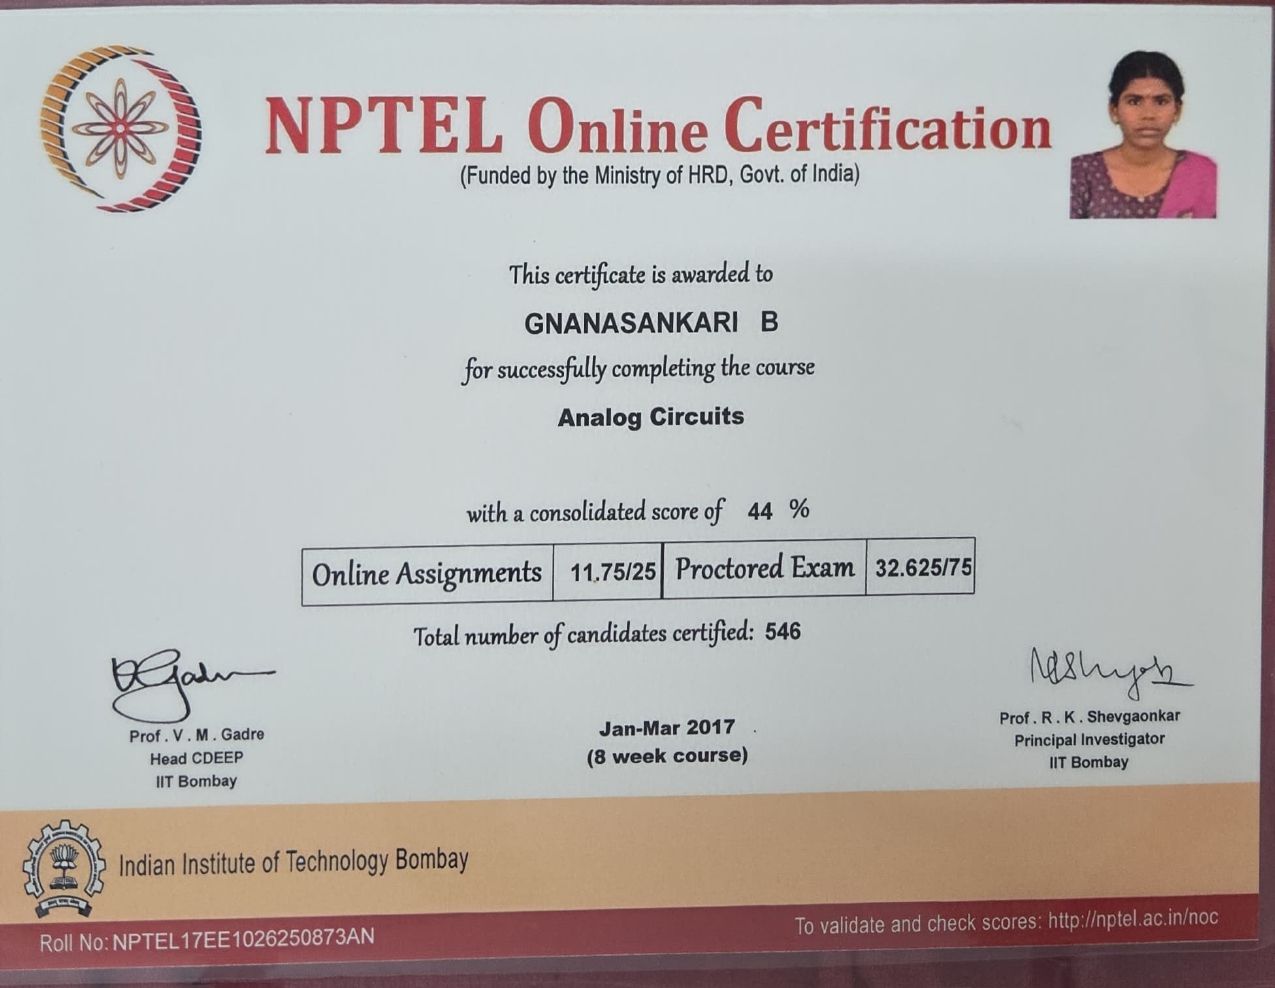 NPTEL Online Certification
(Funded by the Ministry of HRD, Govt. of India)
This certificate is awarded to
GNANASANKARI B
for successfully completing the course
Analog Circuits
with a consolidated score of 44 %
Online Assignments 11.75/25 Proctored Exam 32.625/75
Total number of candidates certified: 546
Prof. V. M. Gadre
Head CDEEP
IIT Bombay
Jan-Mar 2017
(8 week course)
Prof. R. K. Shevgaonkar
Principal Investigator
IIT Bombay
Indian Institute of Technology Bombay
Roll No: NPTEL17EE1026250873AN
To validate and check scores: http://nptel.ac.in/noc